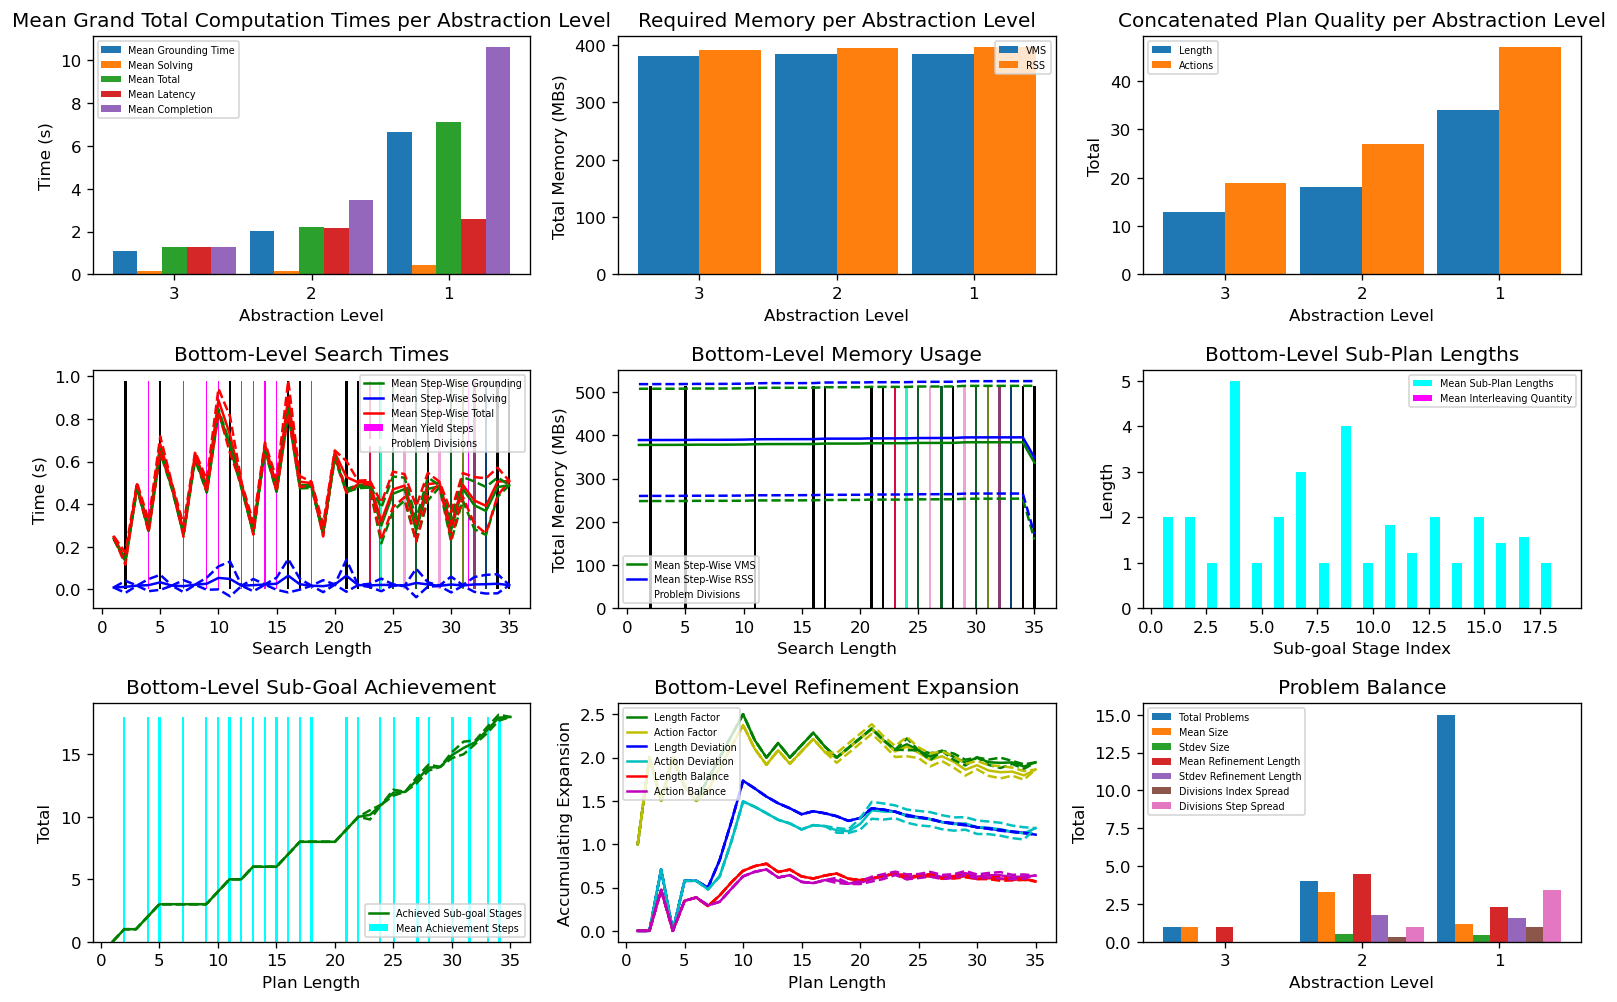 Mean Grand Total Computation Times per Abstraction Level
Time (s)
10
8
6
4
2
0
Mean Grounding Time
Mean Solving
Mean Total
Mean Latency
Mean Completion
3 2 1
Abstraction Level
Required Memory per Abstraction Level
Total Memory (MBs)
400
300
200
100
0
VMS
RSS
3 2 1
Abstraction Level
Concatenated Plan Quality per Abstraction Level
Total
40
30
20
10
0
Length
Actions
3 2 1
Abstraction Level
Bottom-Level Search Times
Time (s)
1.0
0.8
0.6
0.4
0.2
0.0
Mean Step-Wise Grounding
Mean Step-Wise Solving
Mean Step-Wise Total
Mean Yield Steps
Problem Divisions
0 5 10 15 20 25 30 35
Search Length
Bottom-Level Memory Usage
Total Memory (MBs)
500
400
300
200
100
0
Mean Step-Wise VMS
Mean Step-Wise RSS
Problem Divisions
0 5 10 15 20 25 30 35
Search Length
Bottom-Level Sub-Plan Lengths
Length
5
4
3
2
1
0
Mean Sub-Plan Lengths
Mean Interleaving Quantity
0.0 2.5 5.0 7.5 10.0 12.5 15.0 17.5
Sub-goal Stage Index
Bottom-Level Sub-Goal Achievement
Total
15
10
5
0
Achieved Sub-goal Stages
Mean Achievement Steps
0 5 10 15 20 25 30 35
Plan Length
Bottom-Level Refinement Expansion
Accumulating Expansion
2.5
2.0
1.5
1.0
0.5
0.0
Length Factor
Action Factor
Length Deviation
Action Deviation
Length Balance
Action Balance
0 5 10 15 20 25 30 35
Plan Length
Problem Balance
Total
15.0
12.5
10.0
7.5
5.0
2.5
0.0
Total Problems
Mean Size
Stdev Size
Mean Refinement Length
Stdev Refinement Length
Divisions Index Spread
Divisions Step Spread
3 2 1
Abstraction Level